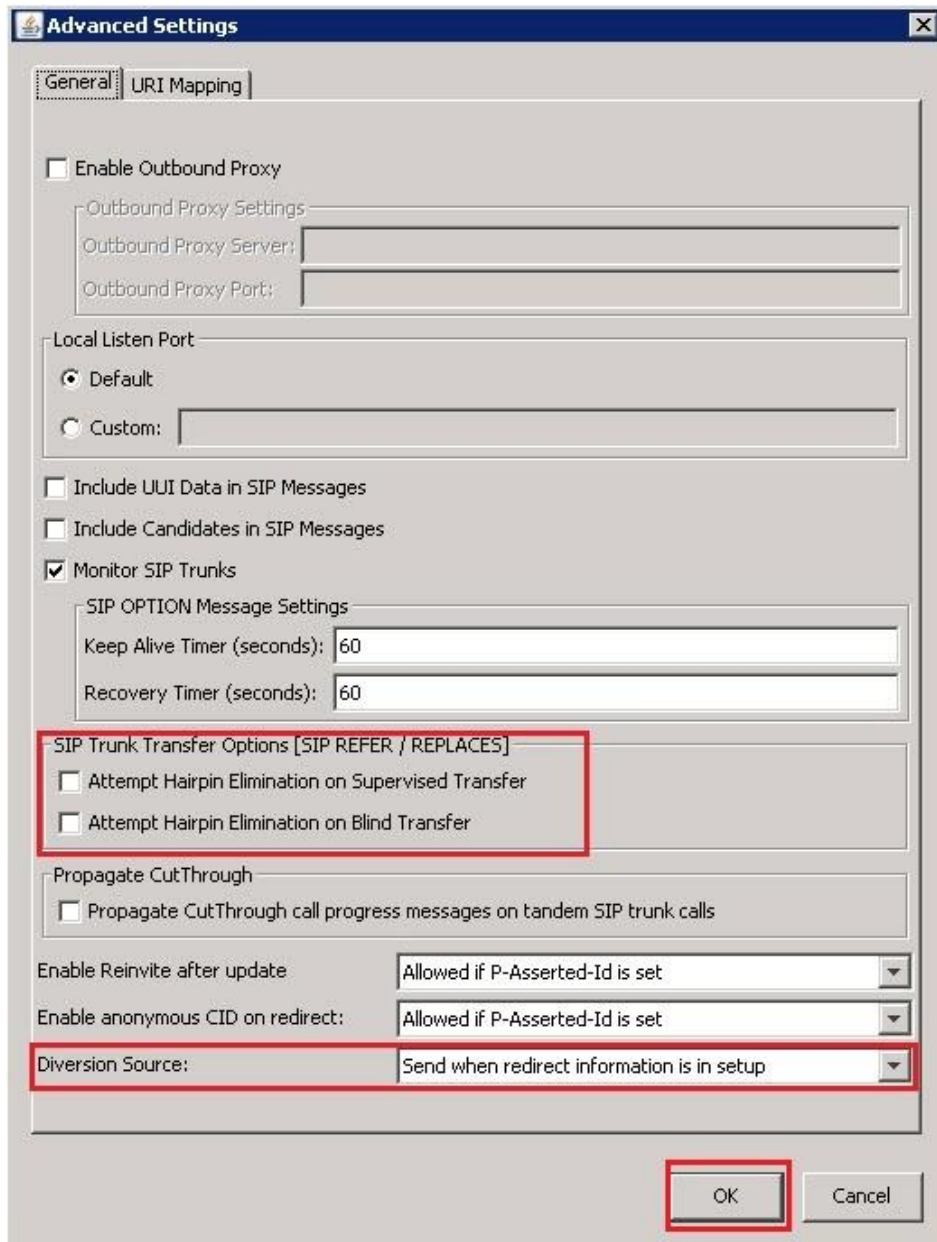 Advanced Settings
General URI Mapping
Enable Outbound Proxy
Outbound Proxy Settings
Outbound Proxy Server:
Outbound Proxy Port:
Local Listen Port
Default
Custom:
Include UUI Data in SIP Messages
Include Candidates in SIP Messages
Monitor SIP Trunks
SIP OPTION Message Settings
Keep Alive Timer (seconds): 60
Recovery Timer (seconds): 60
SIP Trunk Transfer Options [SIP REFER / REPLACES]
Attempt Hairpin Elimination on Supervised Transfer
Attempt Hairpin Elimination on Blind Transfer
Propagate CutThrough
Propagate CutThrough call progress messages on tandem SIP trunk calls
Enable Reinvite after update Allowed if P-Asserted-Id is set
Enable anonymous CID on redirect: Allowed if P-Asserted-Id is set
Diversion Source: Send when redirect information is in setup
OK Cancel